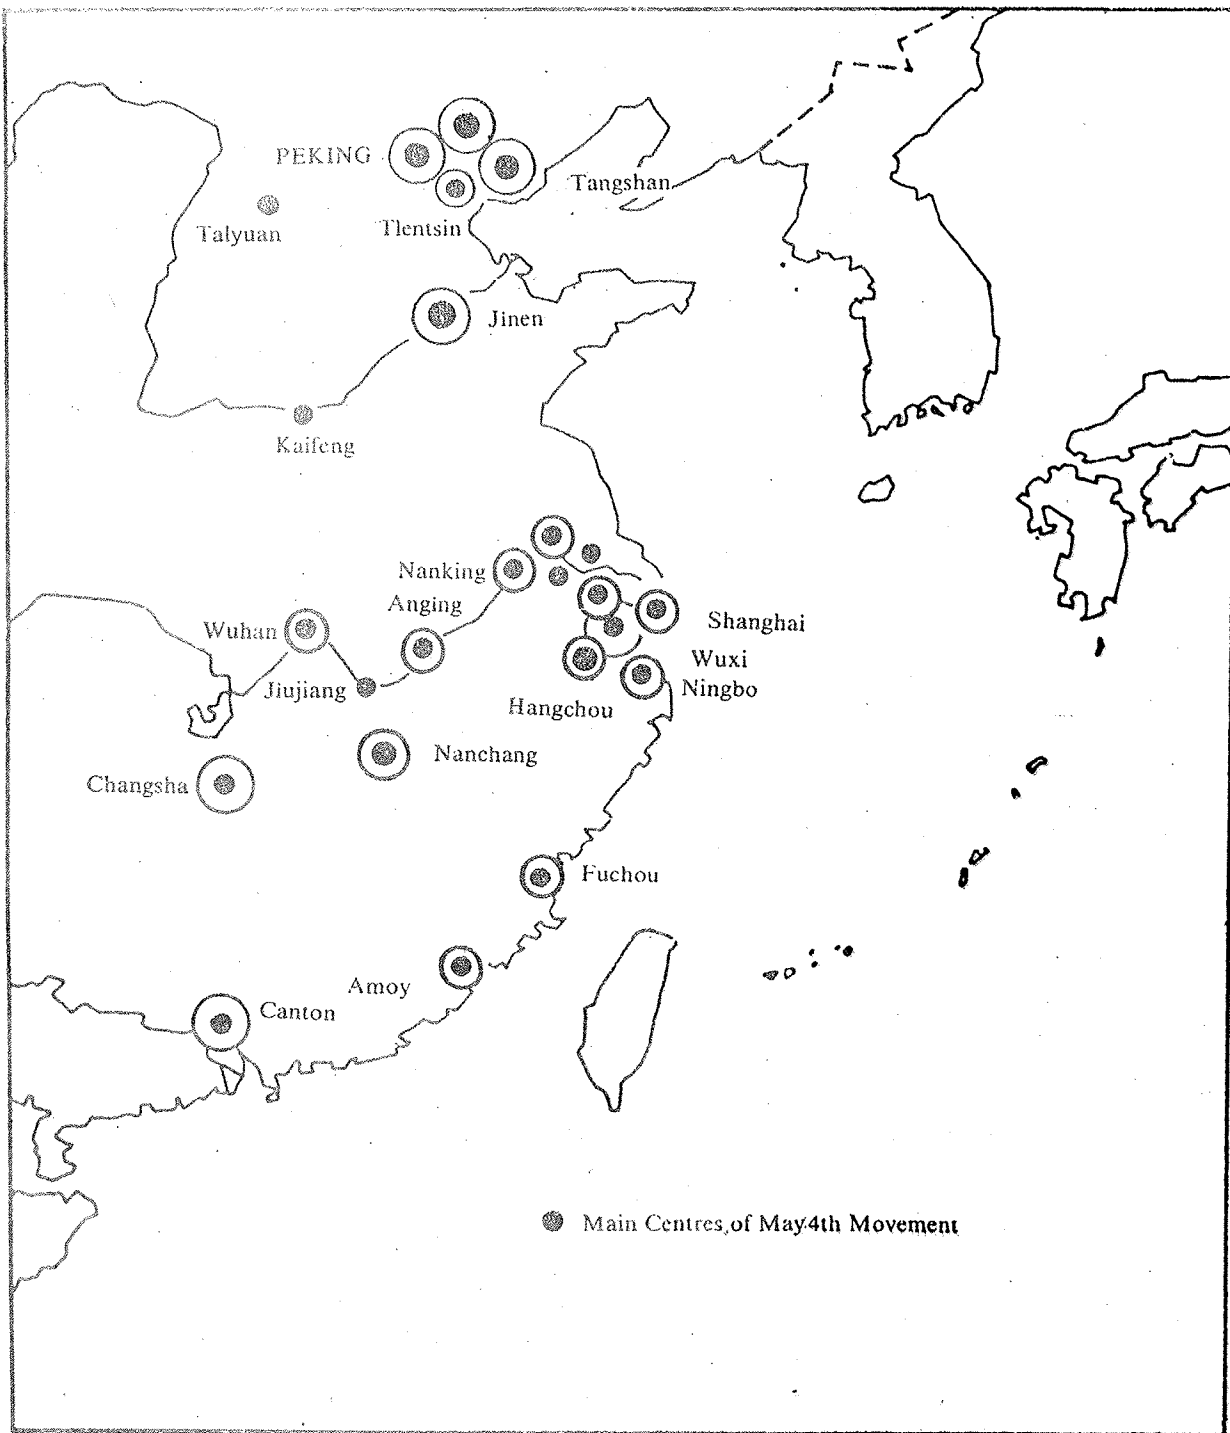 PEKING
Tangshan
Talyuan
Tlentsin
Jinen
Kaifeng
Nanking
Anging
Wuhan
Shanghai
Wuxi
Jiujiang
Ningbo
Hangchou
Nanchang
Changsha
Fuchou
Amoy
Canton
Main Centres of May 4th Movement